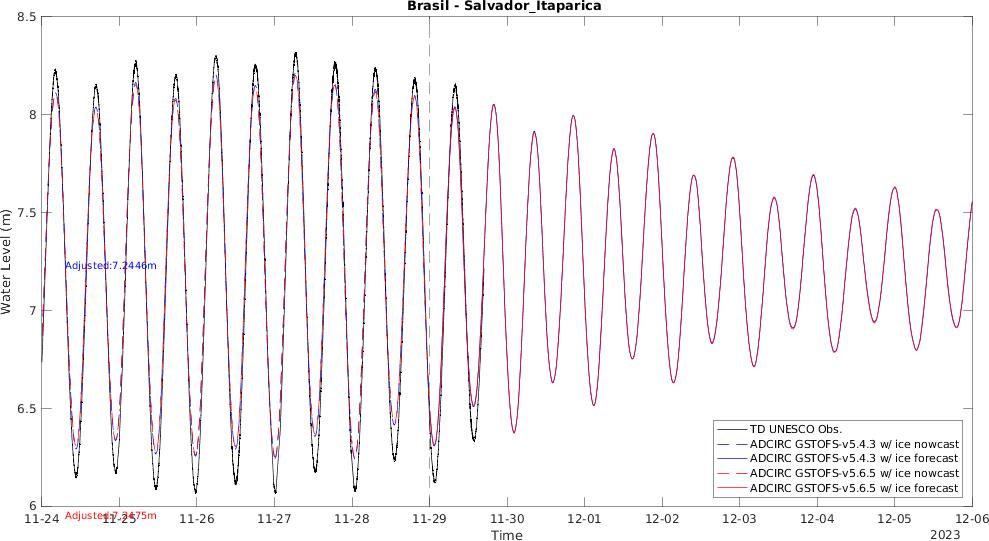 Brasil - Salvador_Itaparica
8.5
8
7.5
7
6.5
6
Water Level (m)
Adjusted:7.2446m
Adjusted:7.2475m
TD UNESCO Obs.
ADCIRC GSTOFS-v5.4.3 w/ ice nowcast
ADCIRC GSTOFS-v5.4.3 w/ ice forecast
ADCIRC GSTOFS-v5.6.5 w/ ice nowcast
ADCIRC GSTOFS-v5.6.5 w/ ice forecast
11-24 11-25 11-26 11-27 11-28 11-29 11-30 12-01 12-02 12-03 12-04 12-05 12-06
Time
2023